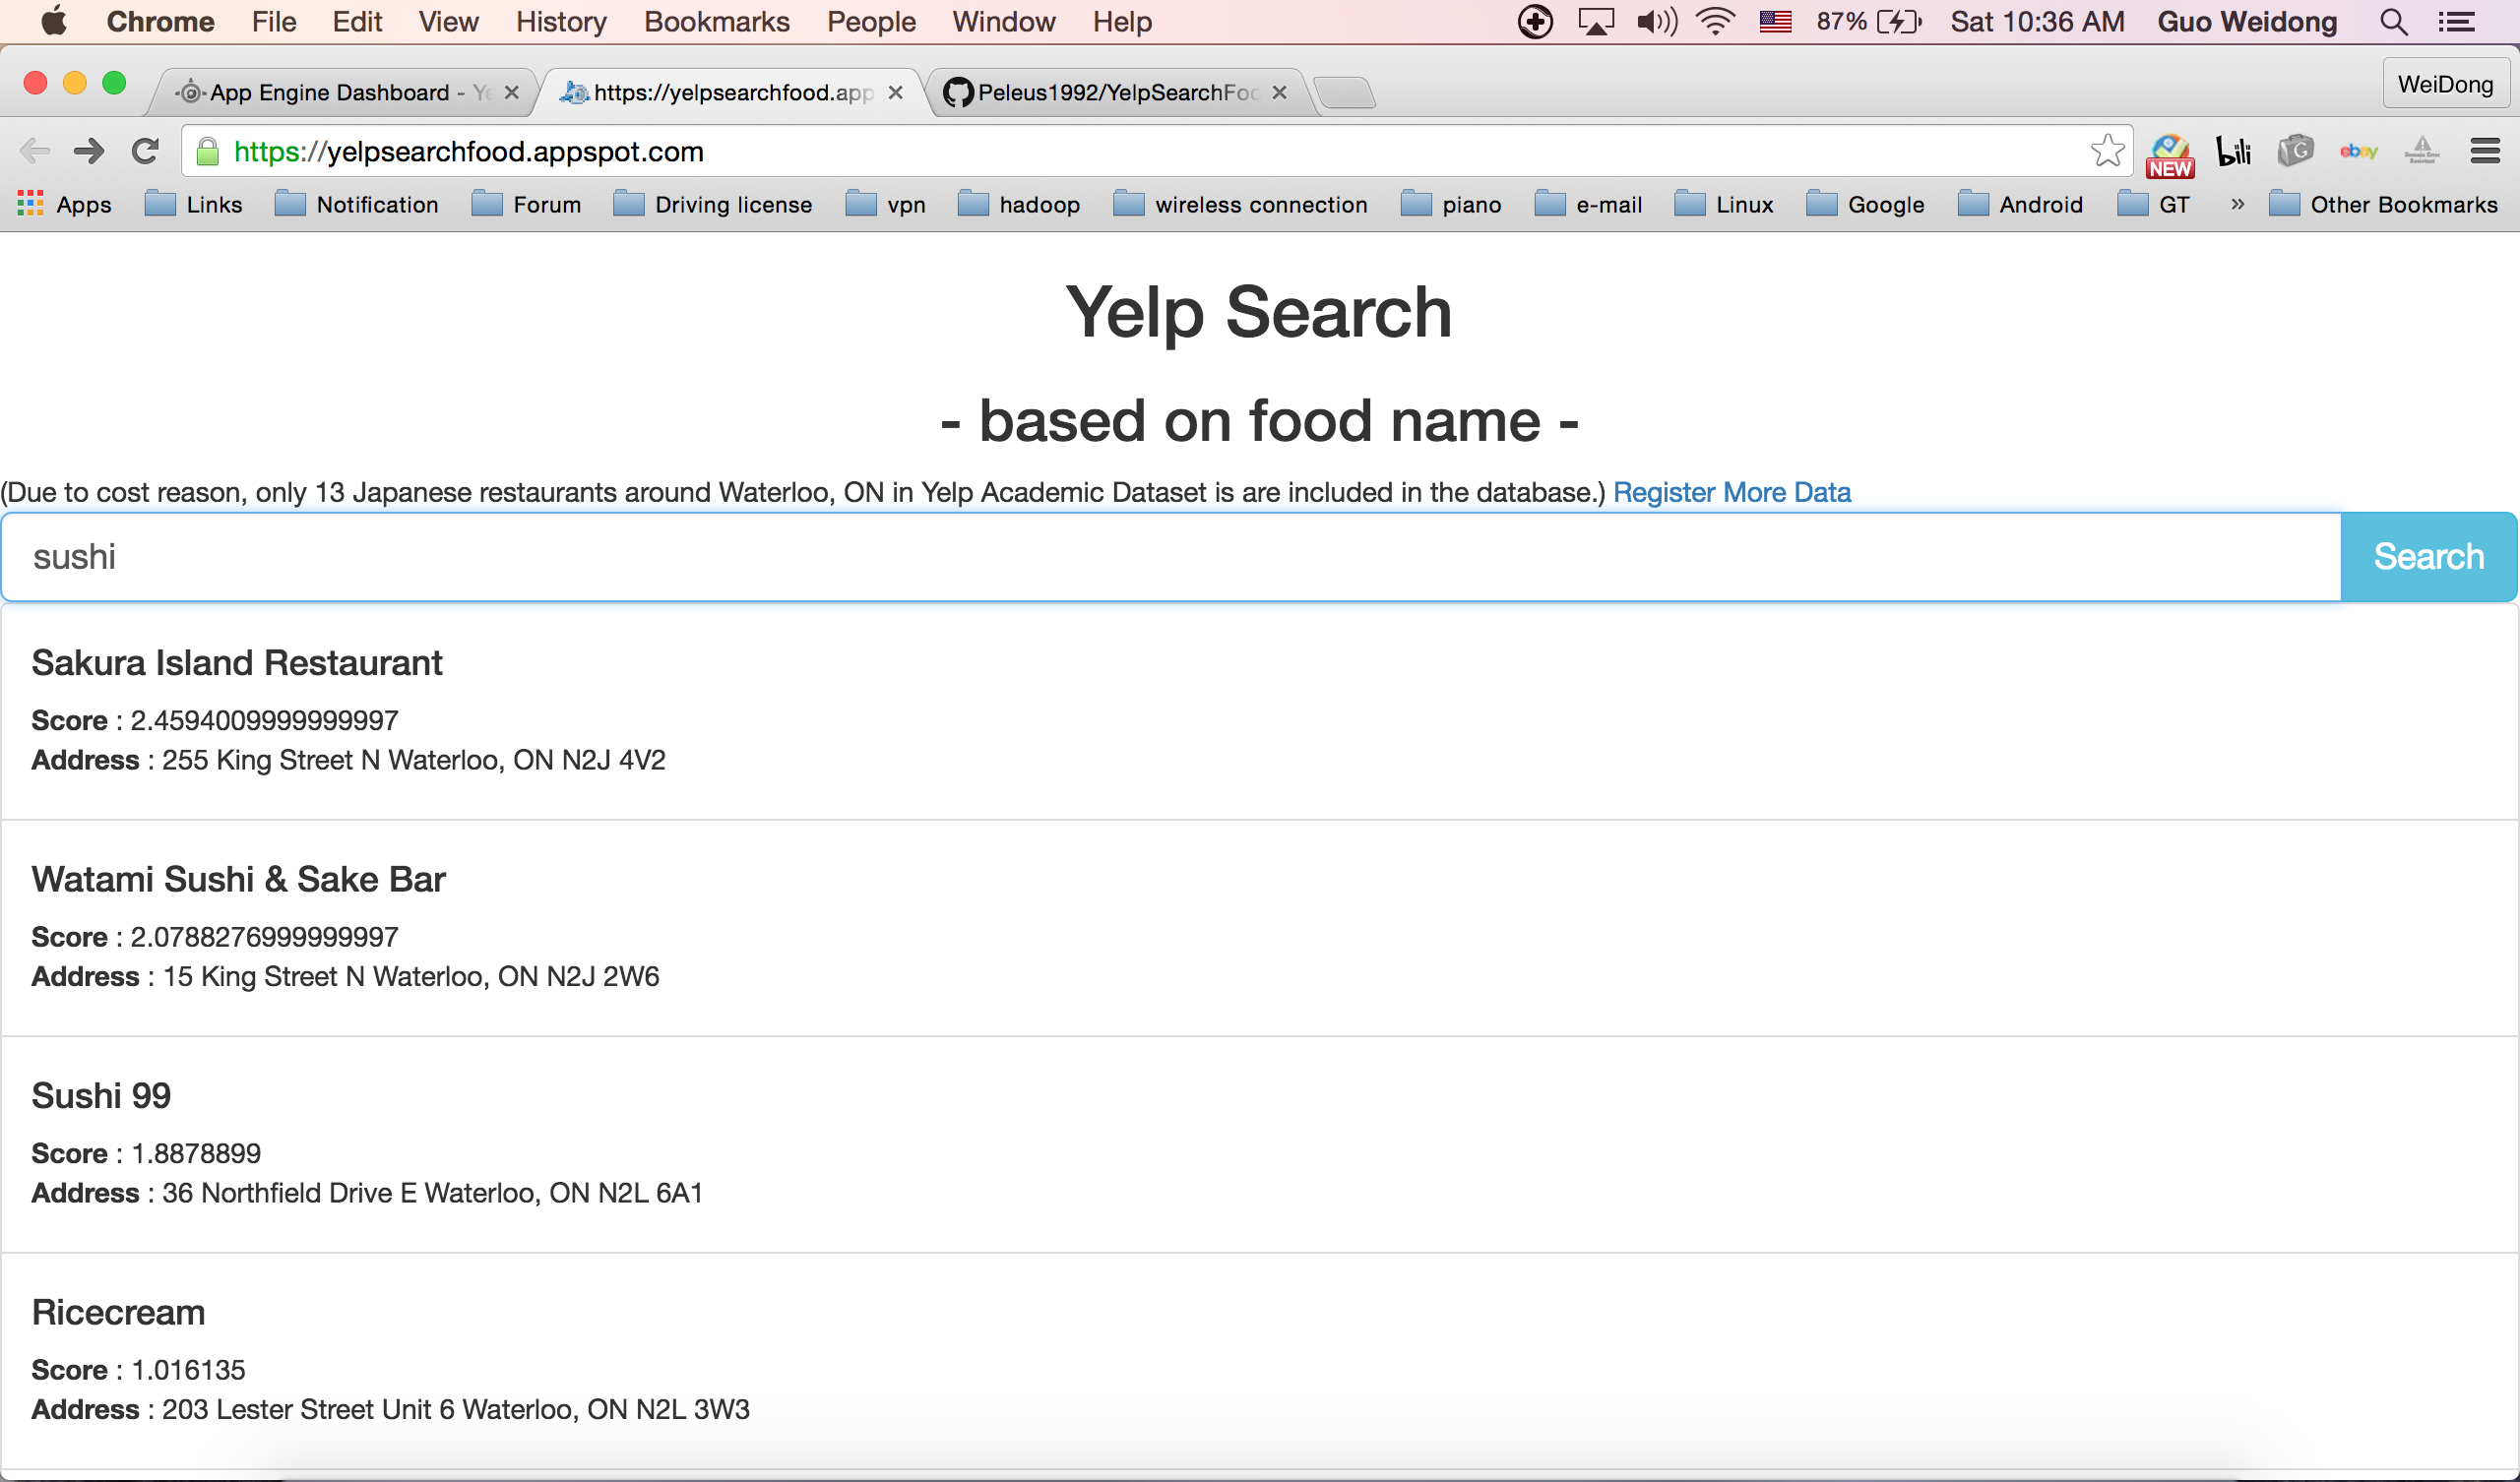 Chrome File Edit View History Bookmarks People Window Help 87% Sat 10:36 AM Guo Weidong
App Engine Dashboard - Ye https://yelpsearchfood.app Peleus1992/YelpSearchFoo WeiDong
https://yelpsearchfood.appspot.com NEW bili G ebay
Apps Links Notification Forum Driving license vpn hadoop wireless connection piano e-mail Linux Google Android GT » Other Bookmarks
Yelp Search
- based on food name -
(Due to cost reason, only 13 Japanese restaurants around Waterloo, ON in Yelp Academic Dataset is are included in the database.) Register More Data
sushi Search
Sakura Island Restaurant
Score : 2.4594009999999997
Address : 255 King Street N Waterloo, ON N2J 4V2
Watami Sushi & Sake Bar
Score : 2.0788276999999997
Address : 15 King Street N Waterloo, ON N2J 2W6
Sushi 99
Score : 1.8878899
Address : 36 Northfield Drive E Waterloo, ON N2L 6A1
Ricecream
Score : 1.016135
Address : 203 Lester Street Unit 6 Waterloo, ON N2L 3W3